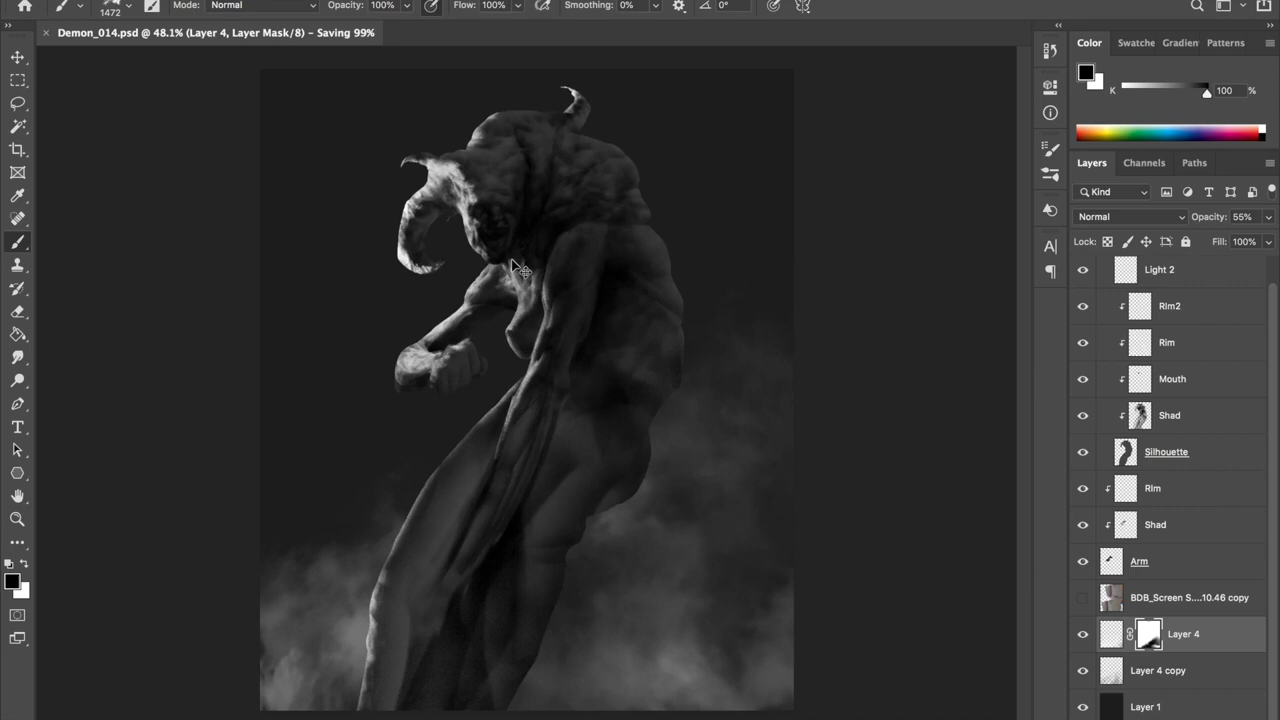 1472 Mode: Normal Opacity: 100% Flow: 100% Smoothing: 0% 0°
Demon_014.psd @ 48.1% (Layer 4, Layer Mask/8) - Saving 99%
Color Swatche Gradien Patterns
K 100 %
Layers Channels Paths
Kind
Normal Opacity: 55%
Lock: Fill: 100%
Light 2
RIm2
Rim
Mouth
Shad
Silhouette
RIm
Shad
Arm
BDB_Screen S....10.46 copy
Layer 4
Layer 4 copy
Layer 1